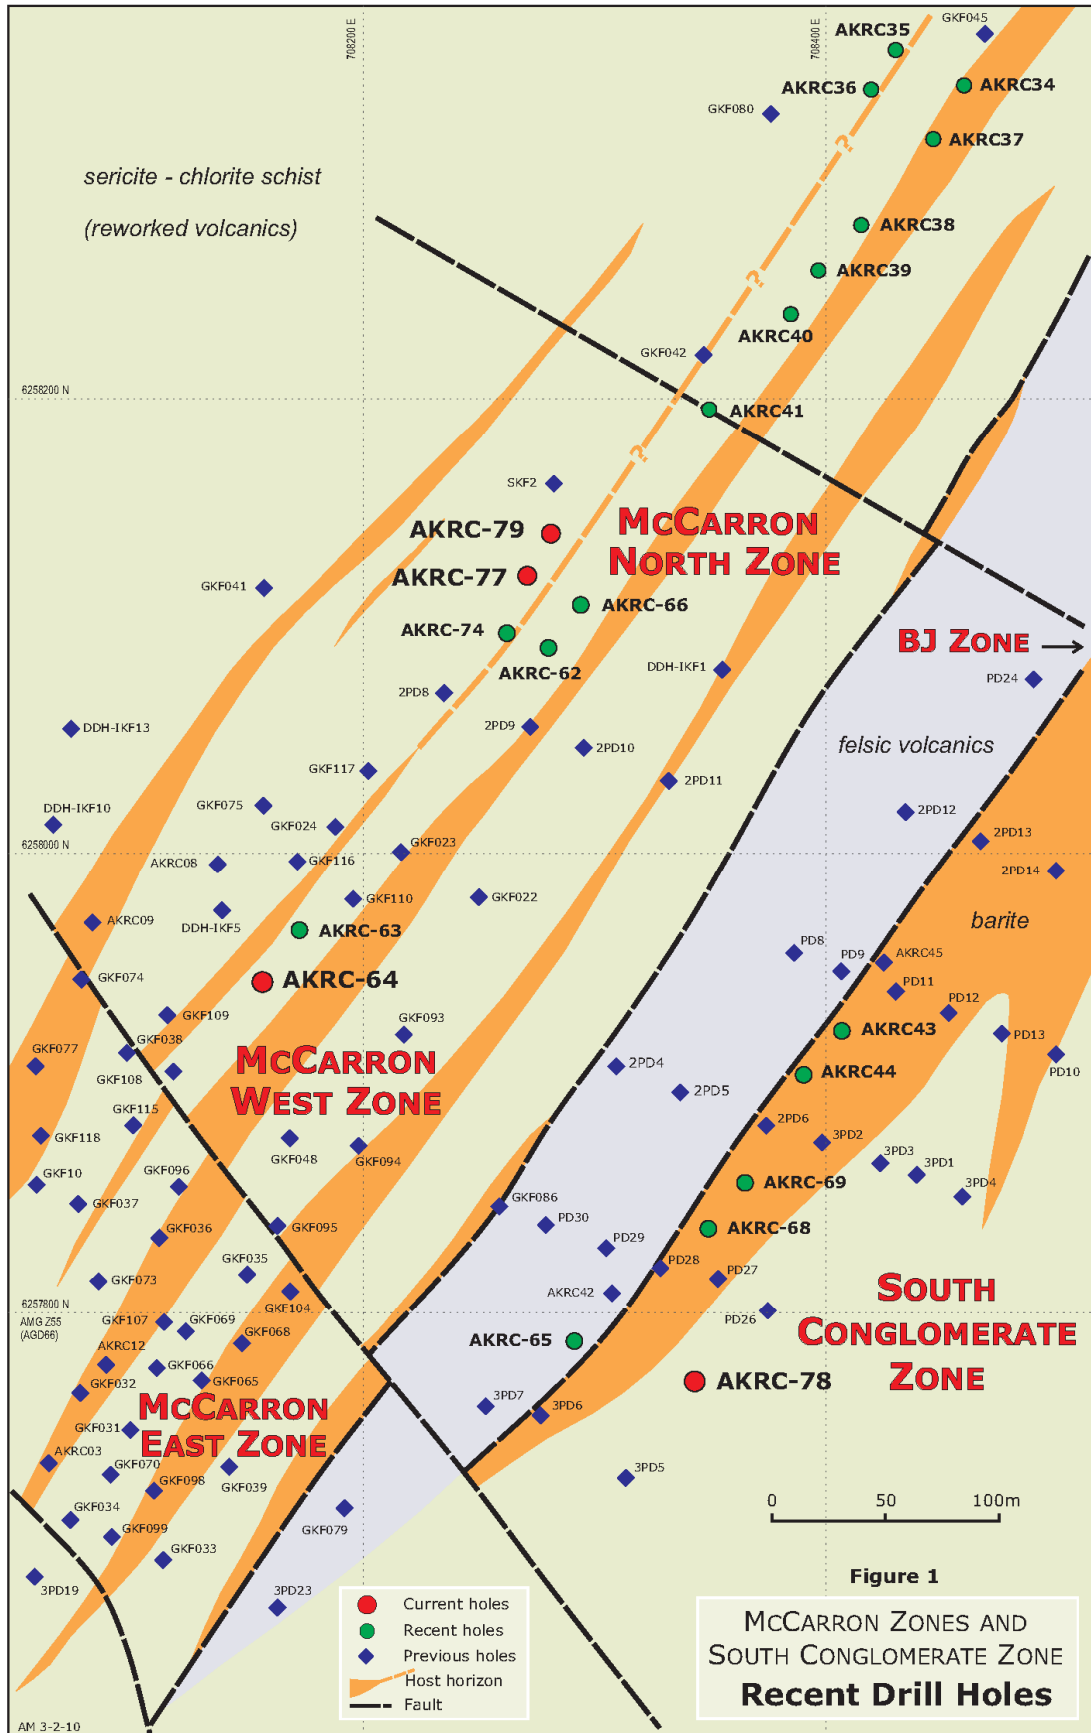 708200 E
708400 E
GKF045
AKRC35
AKRC36
AKRC34
GKF080
AKRC37
?
sericite - chlorite schist
(reworked volcanics)
AKRC38
AKRC39
?
AKRC40
GKF042
6258200 N
AKRC41
?
SKF2
AKRC-79
McCARRON
NORTH ZONE
AKRC-77
GKF041
AKRC-66
AKRC-74
AKRC-62
BJ ZONE
DDH-IKF1
PD24
2PD8
2PD9
DDH-IKF13
2PD10
felsic volcanics
GKF117
2PD11
GKF075
DDH-IKF10
GKF024
2PD12
2PD13
GKF023
6258000 N
AKRC08
GKF116
2PD14
GKF110
GKF022
AKRC09
DDH-IKF5
AKRC-63
barite
PD8
PD9
AKRC45
GKF074
AKRC-64
PD11
PD12
GKF109
GKF093
AKRC43
PD13
GKF038
GKF077
McCARRON
WEST ZONE
2PD4
PD10
GKF108
AKRC44
2PD5
GKF115
2PD6
GKF118
3PD2
GKF048
GKF094
3PD3
3PD1
GKF10
GKF096
AKRC-69
3PD4
GKF037
GKF086
GKF095
PD30
AKRC-68
GKF036
PD29
GKF035
PD28
PD27
GKF073
GKF104
AKRC42
SOUTH
CONGLOMERATE
ZONE
6257800 N
AMG Z55
(AGD66)
GKF107
GKF069
PD26
GKF068
AKRC-65
AKRC12
GKF066
GKF065
AKRC-78
GKF032
McCARRON
EAST ZONE
3PD7
3PD6
GKF031
AKRC03
GKF070
GKF098
GKF039
3PD5
0 50 100m
GKF034
GKF099
GKF079
GKF033
3PD19
3PD23
Figure 1
Current holes
Recent holes
Previous holes
Host horizon
Fault
McCARRON ZONES AND
SOUTH CONGLOMERATE ZONE
Recent Drill Holes
AM 3-2-10